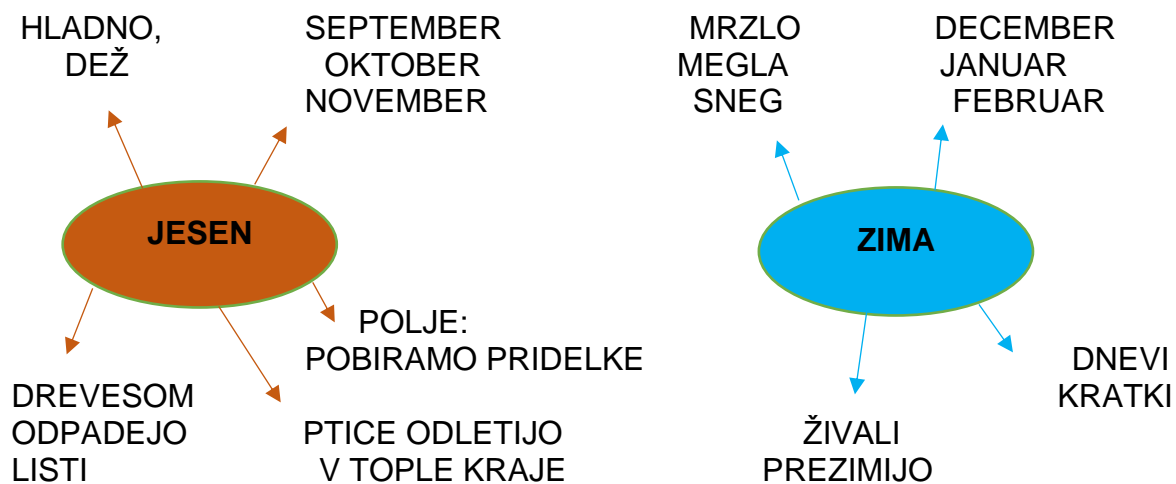 HLADNO,
DEŽ
SEPTEMBER
OKTOBER
NOVEMBER
JESEN
POLJE:
POBIRAMO PRIDELKE
DREVESOM
ODPADEJO
LISTI
PTICE ODLETIJO
V TOPLE KRAJE
MRZLO
MEGLA
SNEG
DECEMBER
JANUAR
FEBRUAR
ZIMA
DNEVI
KRATKI
ŽIVALI
PREZIMIJO